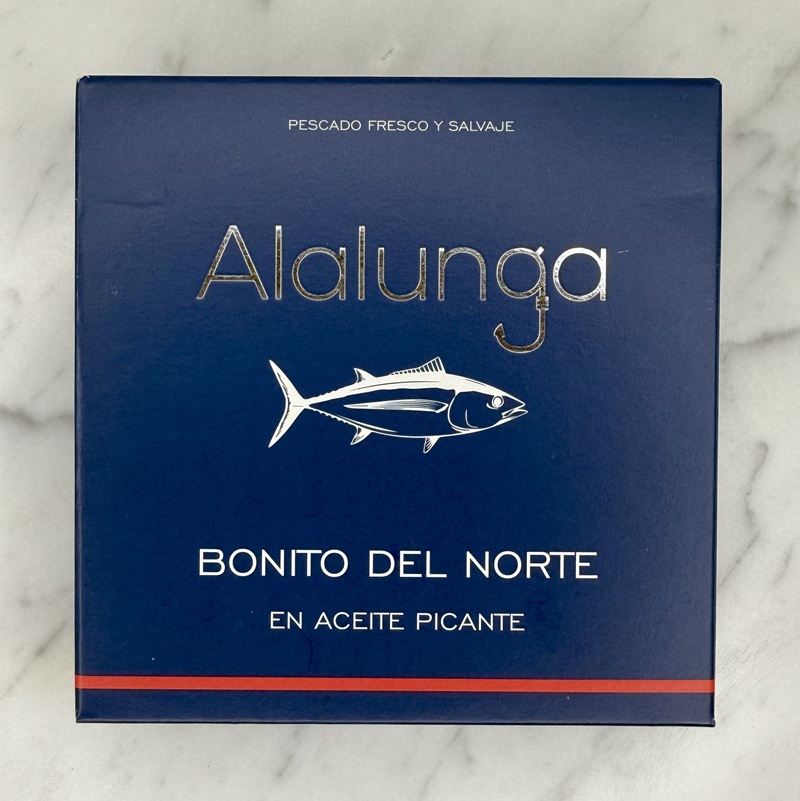 PESCADO FRESCO Y SALVAJE
Alalunga
BONITO DEL NORTE
EN ACEITE PICANTE